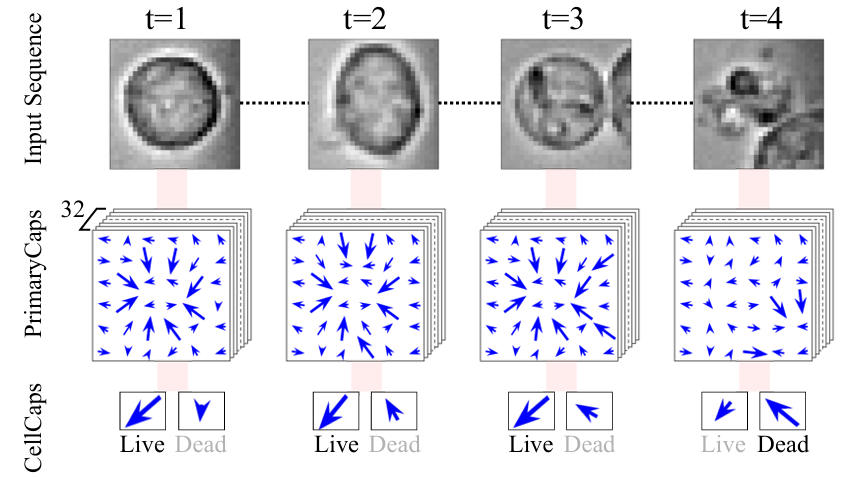 t=1 t=2 t=3 t=4
Input Sequence
32
PrimaryCaps
CellCaps
Live Dead Live Dead Live Dead Live Dead